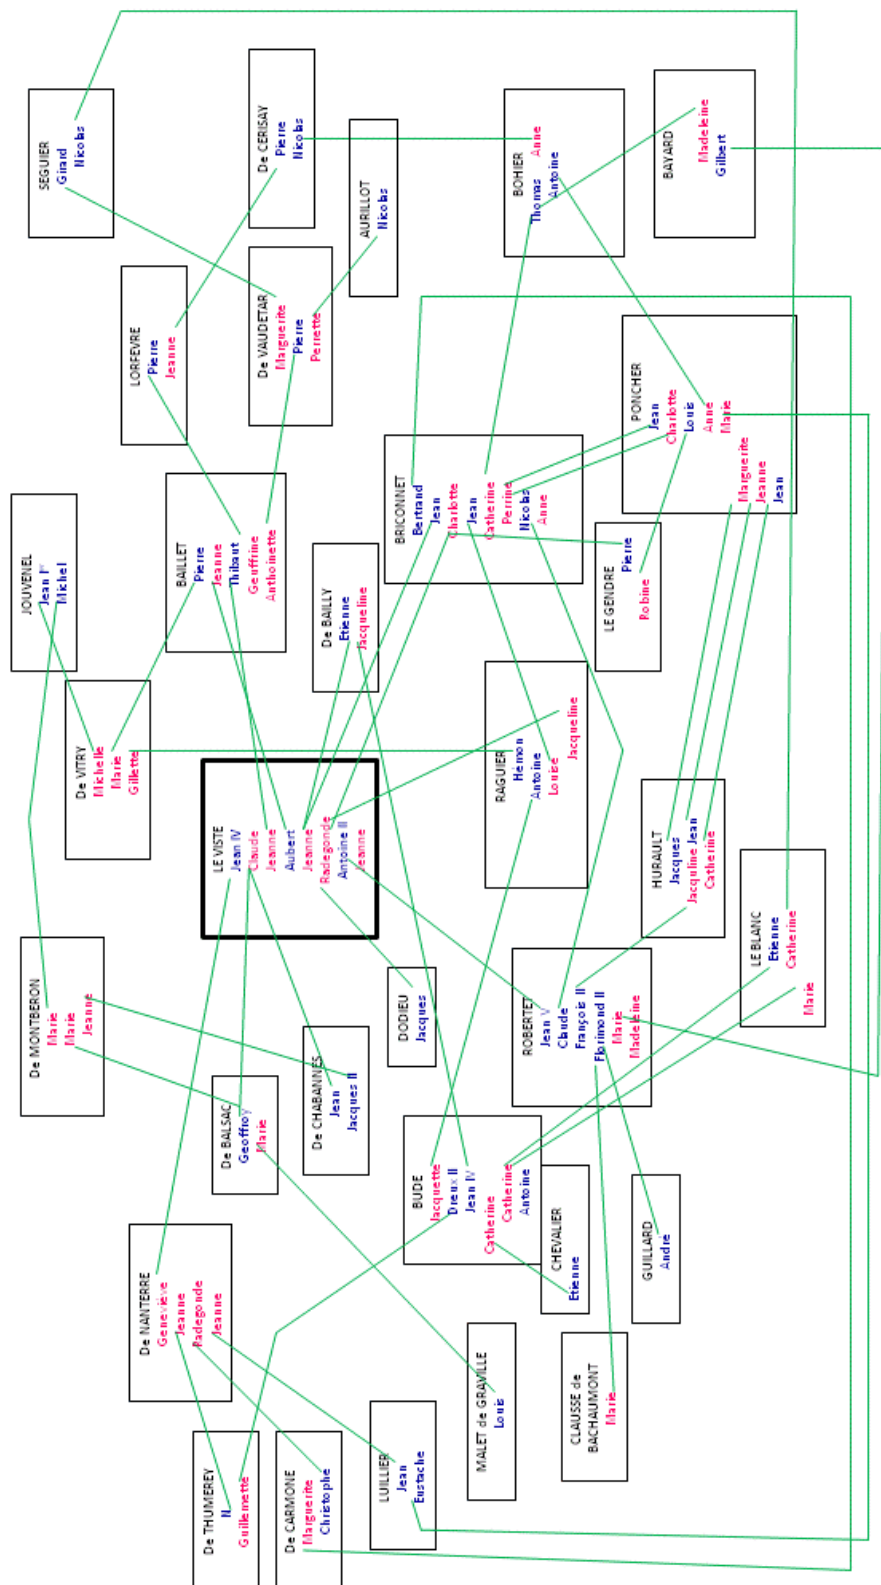 SEGUIER
Girard
Nicolas
De CERISAY
Pierre
Nicolas
AURILLOT
Nicolas
BOHIER
Thomas Anne
Antoine
BAYARD
Madeleine
Gilbert
LORFEVRE
Pierre
Jeanne
De VAUDETAR
Marguerite
Pierre
Perrette
JOUVENEL
Jean I
Michel
BAILLET
Pierre
Jeanne
Thibaut
Geuffrine
Anthoinette
De BAILLY
Etienne
Jacqueline
BRICONNET
Bertrand
Jean
Charlotte
Jean
Catherine
Perrine
Nicolas
Anne
LE GENDRE
Pierre
Robine
PONCHER
Jean
Charlotte
Louis
Anne
Marie
Marguerite
Jeanne
Jean
De VITRY
Michelle
Marie
Gillette
LE VISTE
Jean IV
Claude
Jeanne
Aubert
Jeanne
Radegonde
Antoine II
Jeanne
RAGUIER
Hémon
Antoine
Louise
Jacqueline
HURAULT
Jacques
Jacquline Jean
Catherine
LE BLANC
Etienne
Catherine
Marie
De MONTBERON
Marie
Marie
Jeanne
De BALSAC
Geoffroy
Marie
De CHABANNES
Jean
Jacques II
DODIEU
Jacques
ROBERTET
Jean V
Claude
François II
Florimond II
Marie
Madeleine
BUDE
Jacquette
Dreux II
Jean IV
Catherine
Catherine
Antoine
CHEVALIER
Etienne
GUILLARD
André
De NANTERRE
Geneviève
Jeanne
Radegonde
Jeanne
De THUMEREY
N
Guillemette
De CARMONE
Marguerite
Christophe
LUILLIER
Jean
Eustache
MALET de GRAVILLE
Louis
CLAUSSE de
BACHAUMONT
Marie